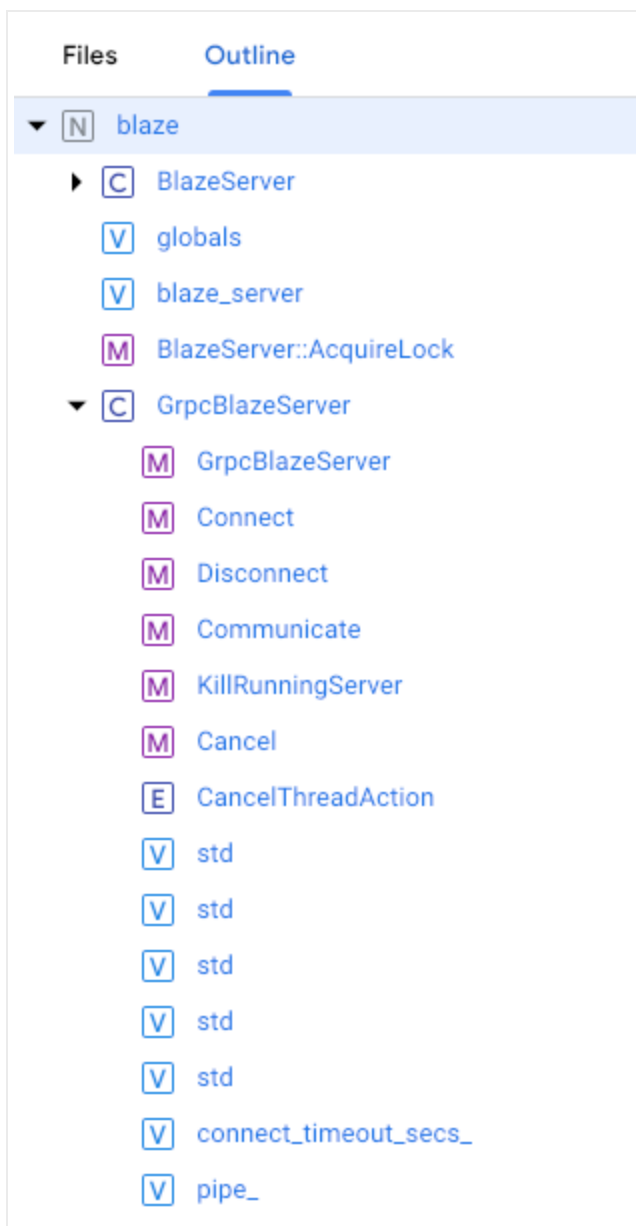 Files Outline
N blaze
C BlazeServer
V globals
V blaze_server
M BlazeServer::AcquireLock
C GrpcBlazeServer
M GrpcBlazeServer
M Connect
M Disconnect
M Communicate
M KillRunningServer
M Cancel
E CancelThreadAction
V std
V std
V std
V std
V std
V connect_timeout_secs_
V pipe_